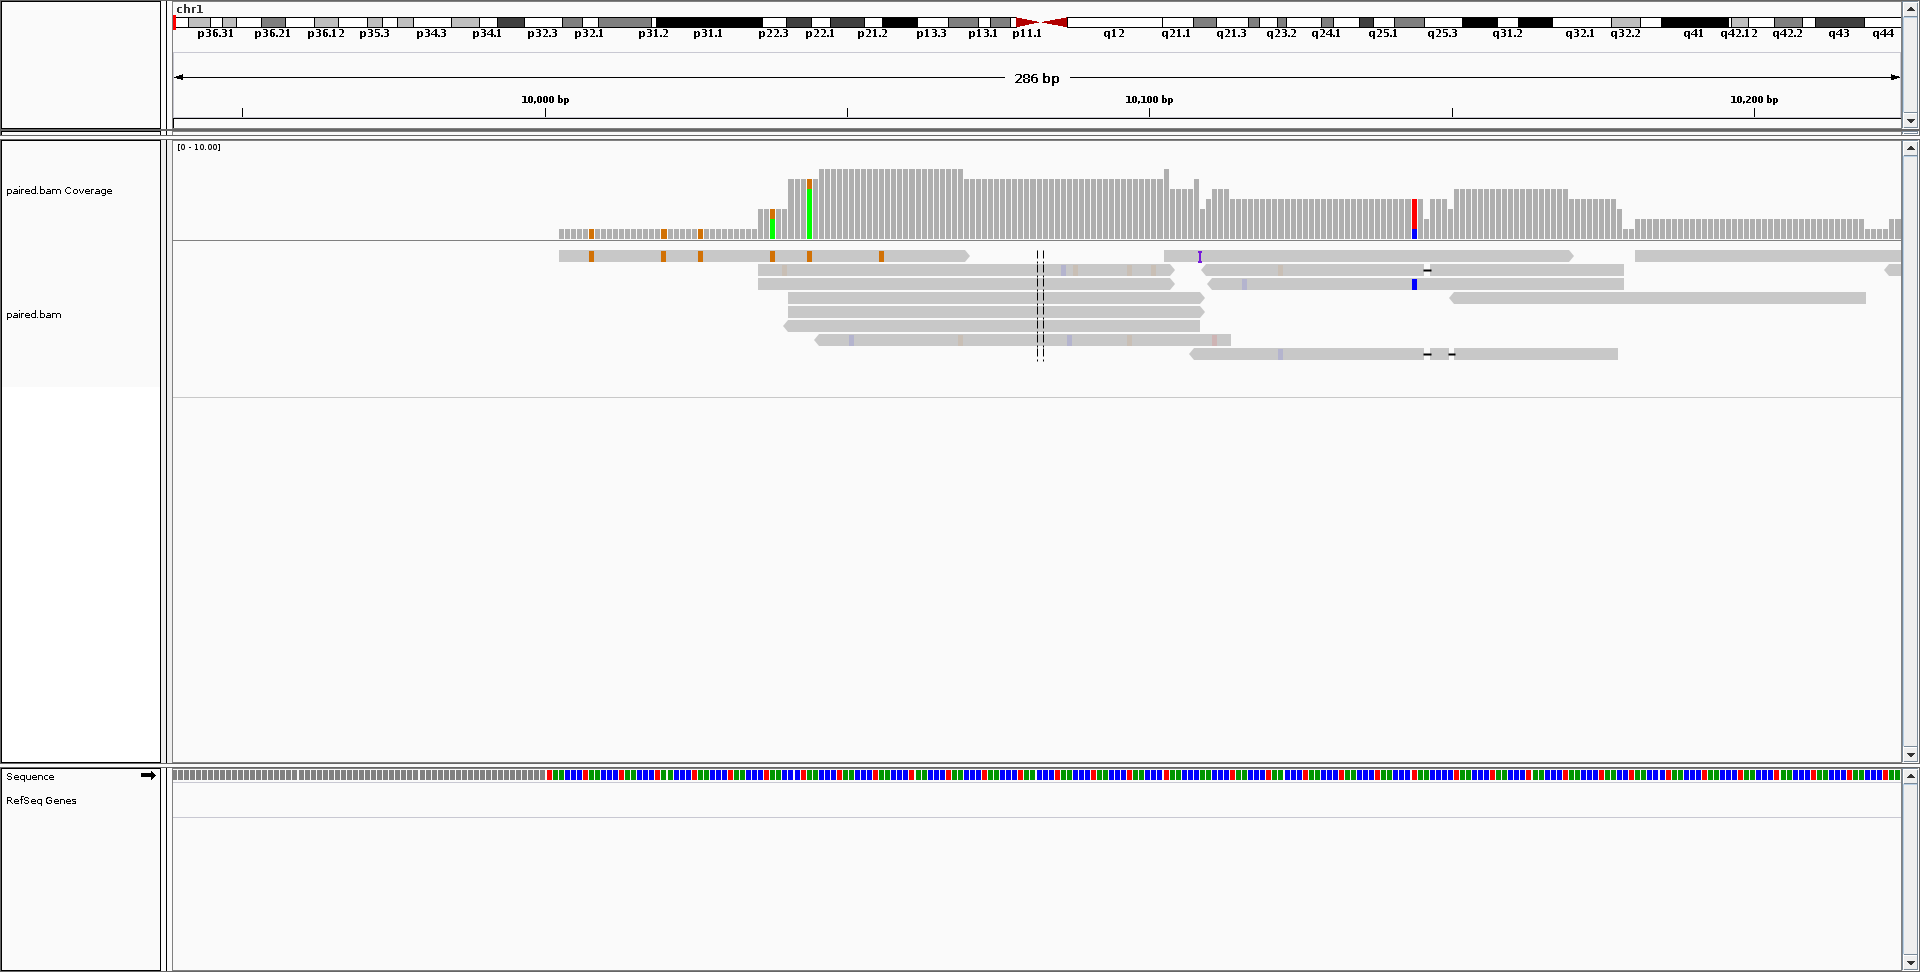 chr1
p36.31 p36.21 p36.12 p35.3 p34.3 p34.1 p32.3 p32.1 p31.2 p31.1 p22.3 p22.1 p21.2 p13.3 p13.1 p11.1 q12 q21.1 q21.3 q23.2 q24.1 q25.1 q25.3 q31.2 q32.1 q32.2 q41 q42.12 q42.2 q43 q44
286 bp
10,000 bp 10,100 bp 10,200 bp
[0 - 10.00]
paired.bam Coverage
paired.bam
Sequence
RefSeq Genes